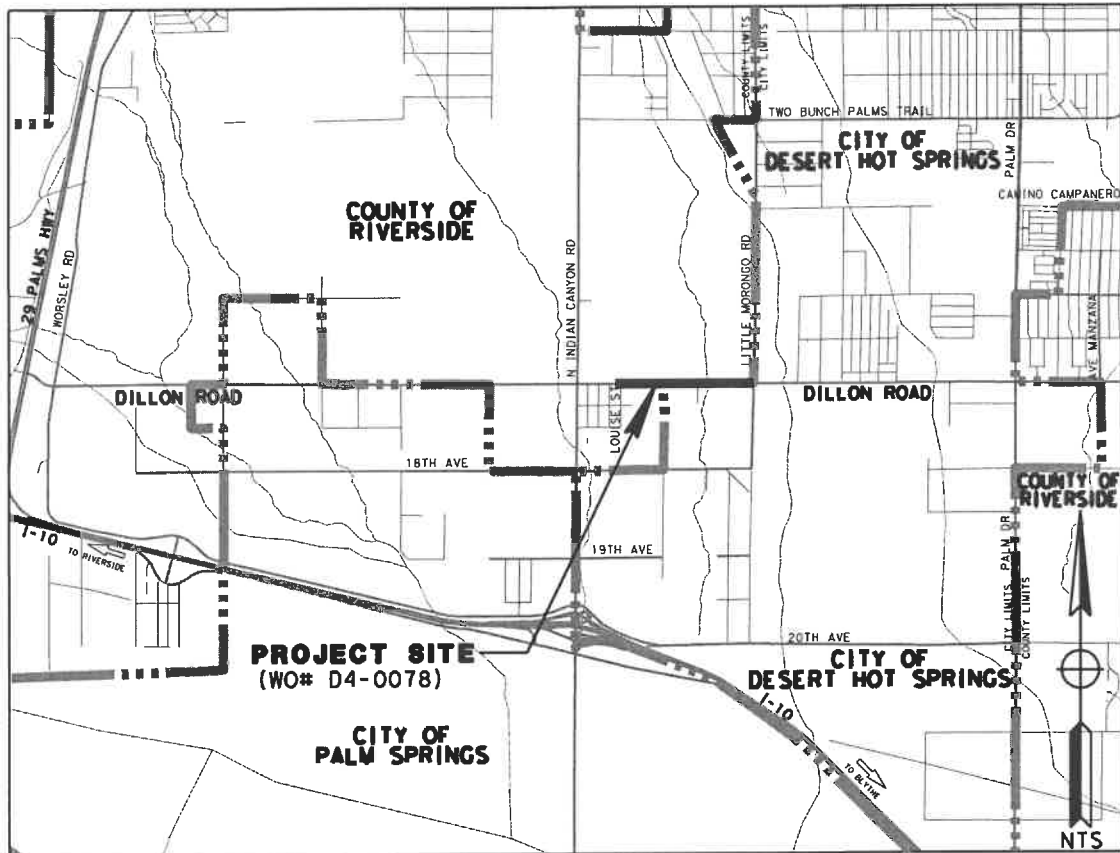 COUNTY LIMITS
CITY LIMITS
TWO BUNCH PALMS TRAIL
CITY OF
DESERT HOT SPRINGS
PALM DR
CAMINO CAMPANERO
COUNTY OF
RIVERSIDE
29 PALMS HWY
WORSLEY RD
N INDIAN CANYON RD
LITTLE MORONGO RD
AVE MANZANA
DILLON ROAD
LOUISE ST
DILLON ROAD
18TH AVE
COUNTY OF
RIVERSIDE
I-10
TO RIVERSIDE
19TH AVE
PALM DR
CITY LIMITS
COUNTY LIMITS
20TH AVE
PROJECT SITE
(WO# D4-0078)
CITY OF
DESERT HOT SPRINGS
I-10
CITY OF
PALM SPRINGS
TO BLYTHE
NTS